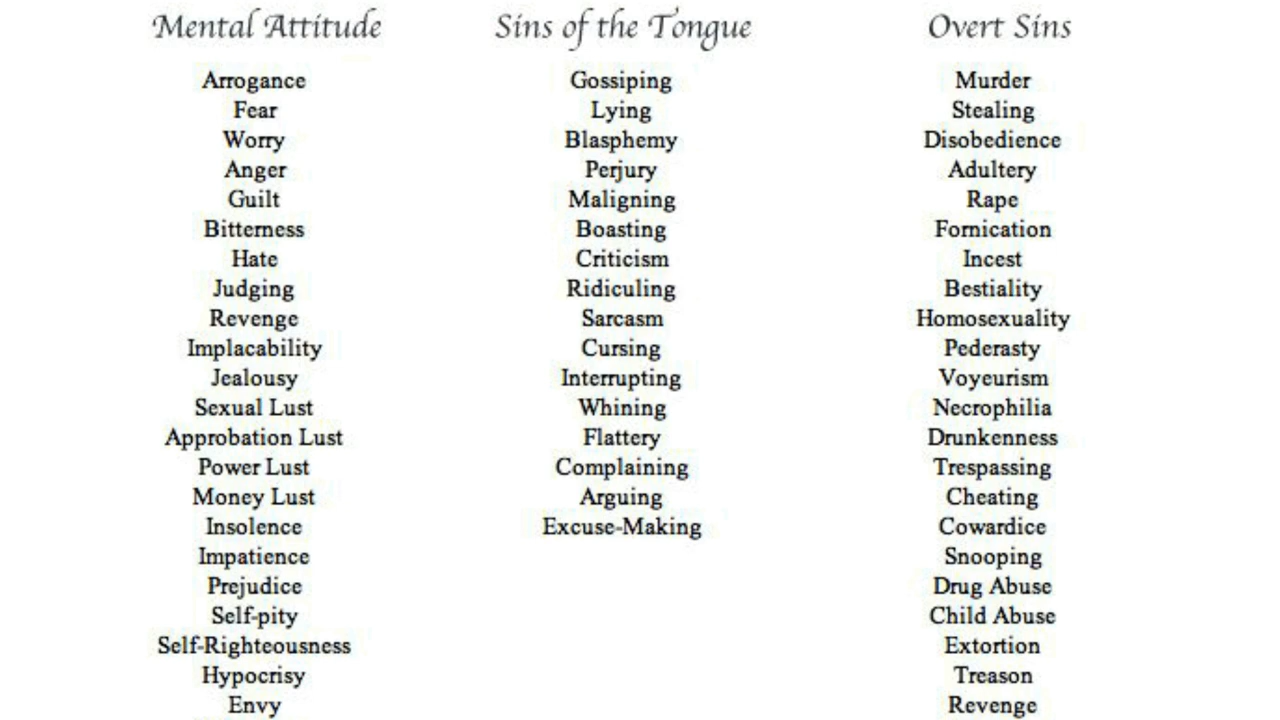 Mental Attitude
Arrogance
Fear
Worry
Anger
Guilt
Bitterness
Hate
Judging
Revenge
Implacability
Jealousy
Sexual Lust
Approbation Lust
Power Lust
Money Lust
Insolence
Impatience
Prejudice
Self-pity
Self-Righteousness
Hypocrisy
Envy
Sins of the Tongue
Gossiping
Lying
Blasphemy
Perjury
Maligning
Boasting
Criticism
Ridiculing
Sarcasm
Cursing
Interrupting
Whining
Flattery
Complaining
Arguing
Excuse-Making
Overt Sins
Murder
Stealing
Disobedience
Adultery
Rape
Fornication
Incest
Bestiality
Homosexuality
Pederasty
Voyeurism
Necrophilia
Drunkenness
Trespassing
Cheating
Cowardice
Snooping
Drug Abuse
Child Abuse
Extortion
Treason
Revenge